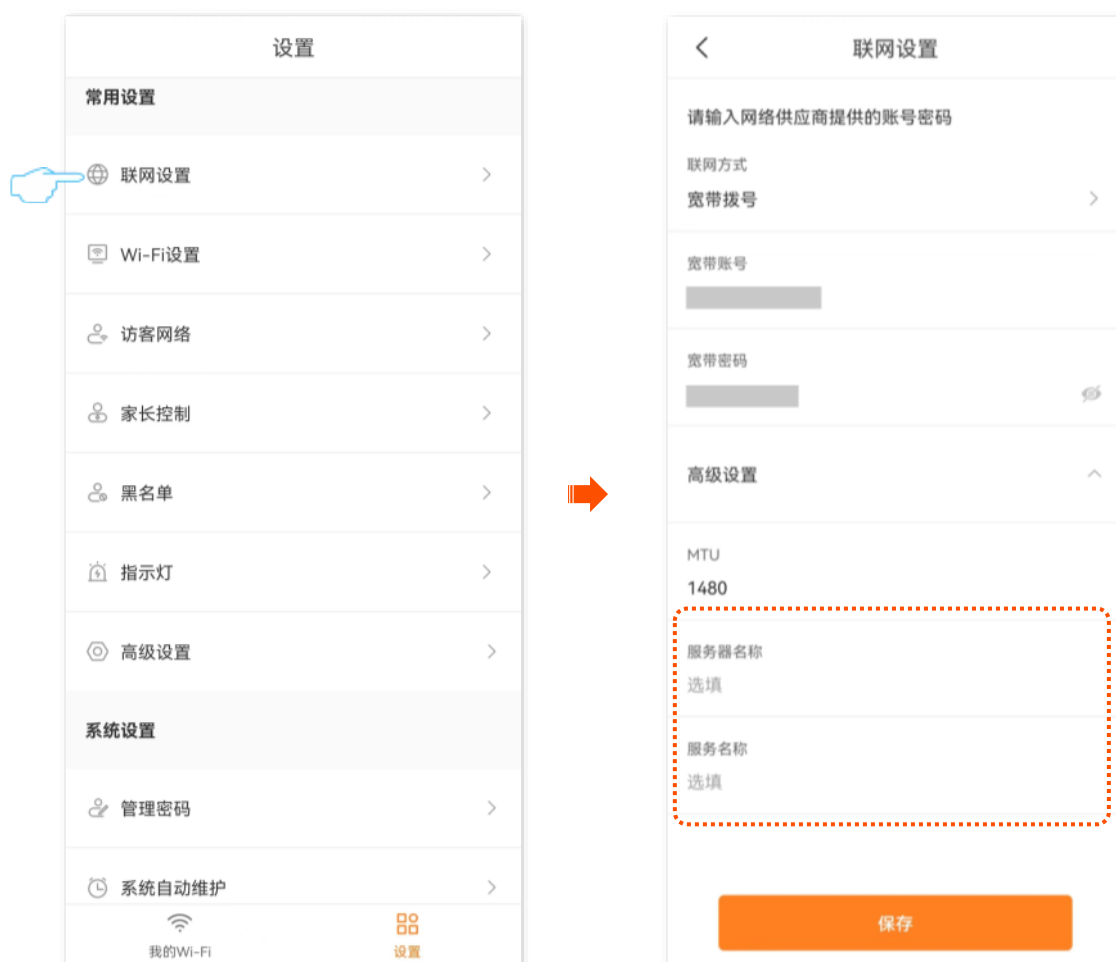 设置
常用设置
联网设置
Wi-Fi设置
访客网络
家长控制
黑名单
指示灯
高级设置
系统设置
管理密码
系统自动维护
我的Wi-Fi
设置
联网设置
请输入网络供应商提供的账号密码
联网方式
宽带拨号
宽带账号
宽带密码
高级设置
MTU
1480
服务器名称
选填
服务名称
选填
保存